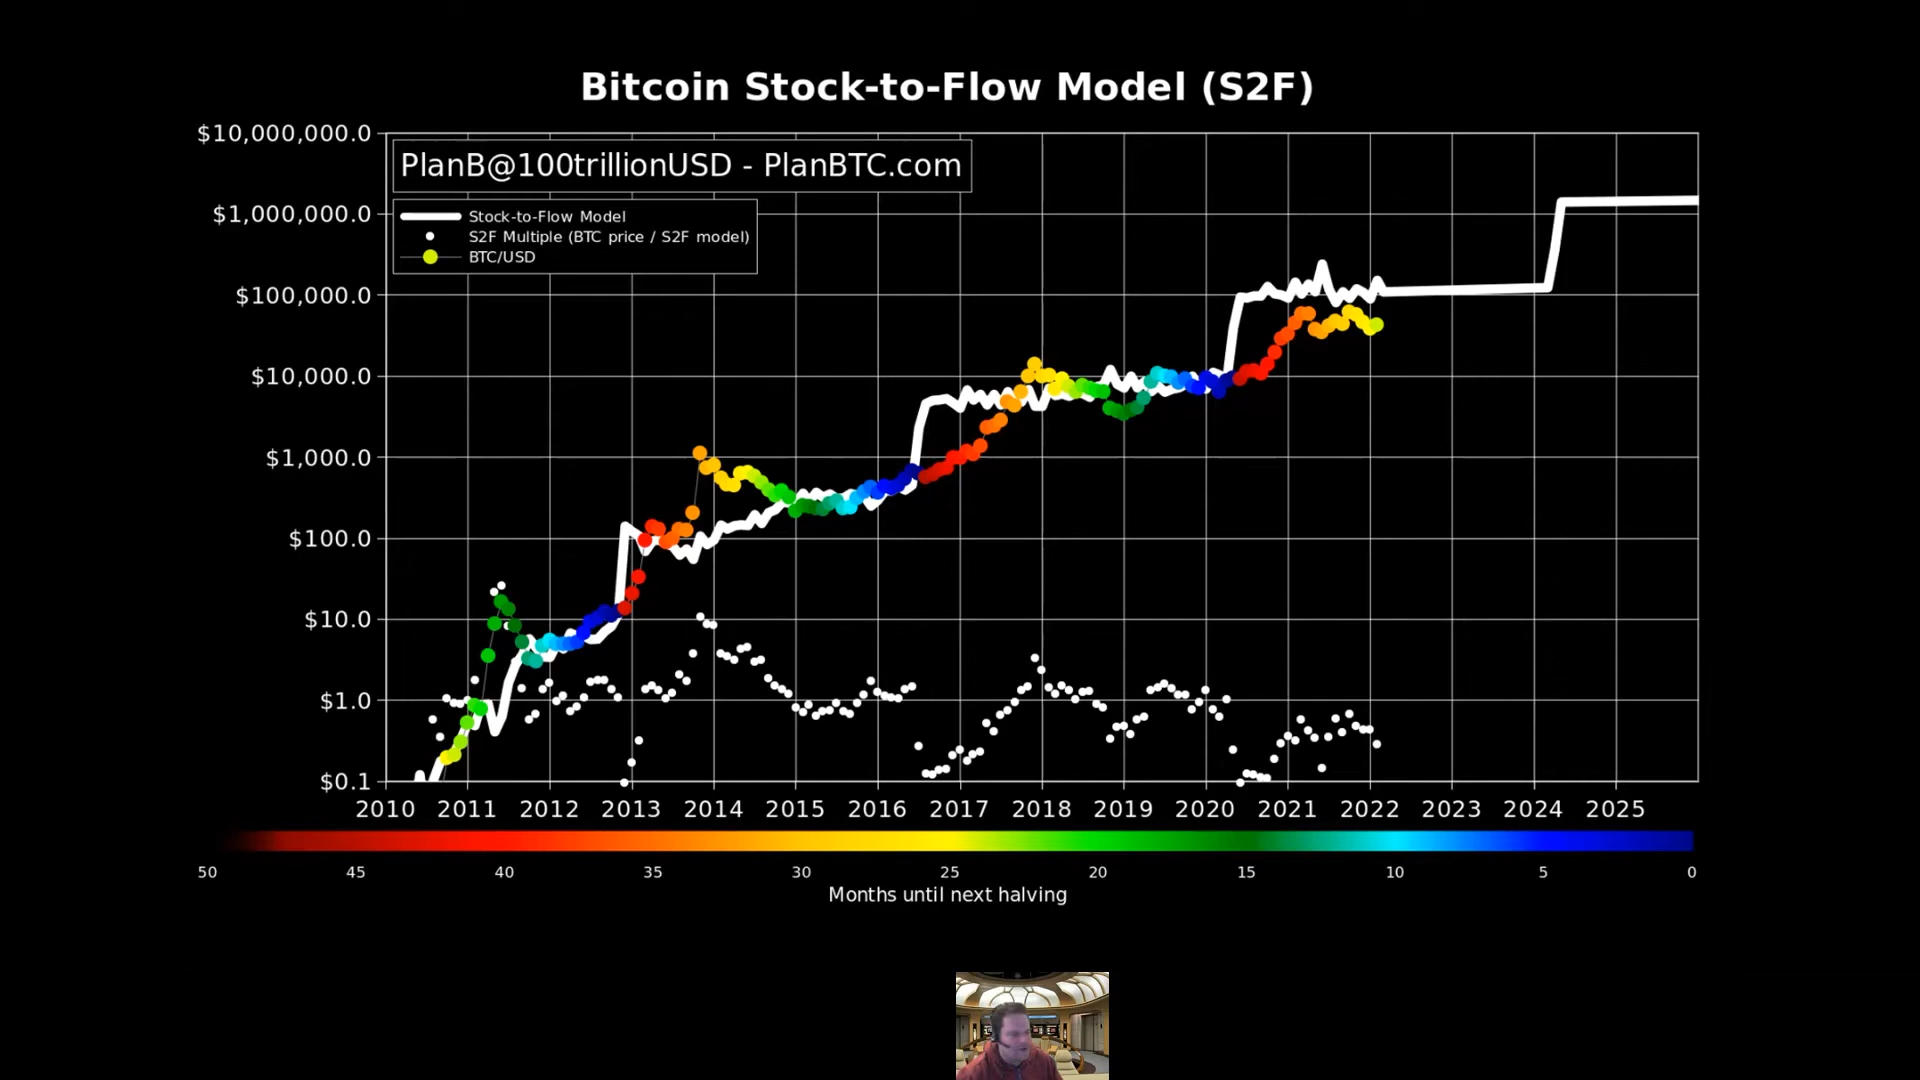 Bitcoin Stock-to-Flow Model (S2F)
$10,000,000.0
$1,000,000.0
$100,000.0
$10,000.0
$1,000.0
$100.0
$10.0
$1.0
$0.1
PlanB@100trillionUSD - PlanBTC.com
Stock-to-Flow Model
S2F Multiple (BTC price / S2F model)
BTC/USD
2010 2011 2012 2013 2014 2015 2016 2017 2018 2019 2020 2021 2022 2023 2024 2025
50 45 40 35 30 25 20 15 10 5 0
Months until next halving